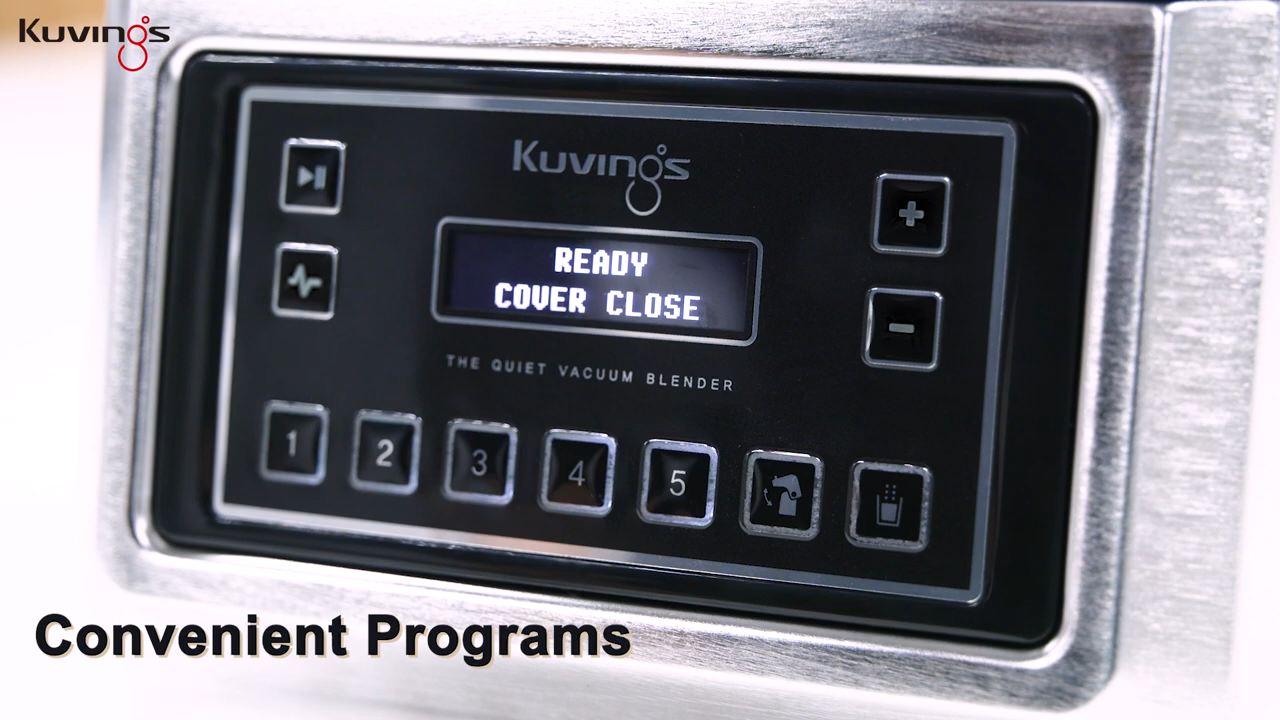 Kuvings
Kuvings
READY
COVER CLOSE
THE QUIET VACUUM BLENDER
1 2 3 4 5
Convenient Programs